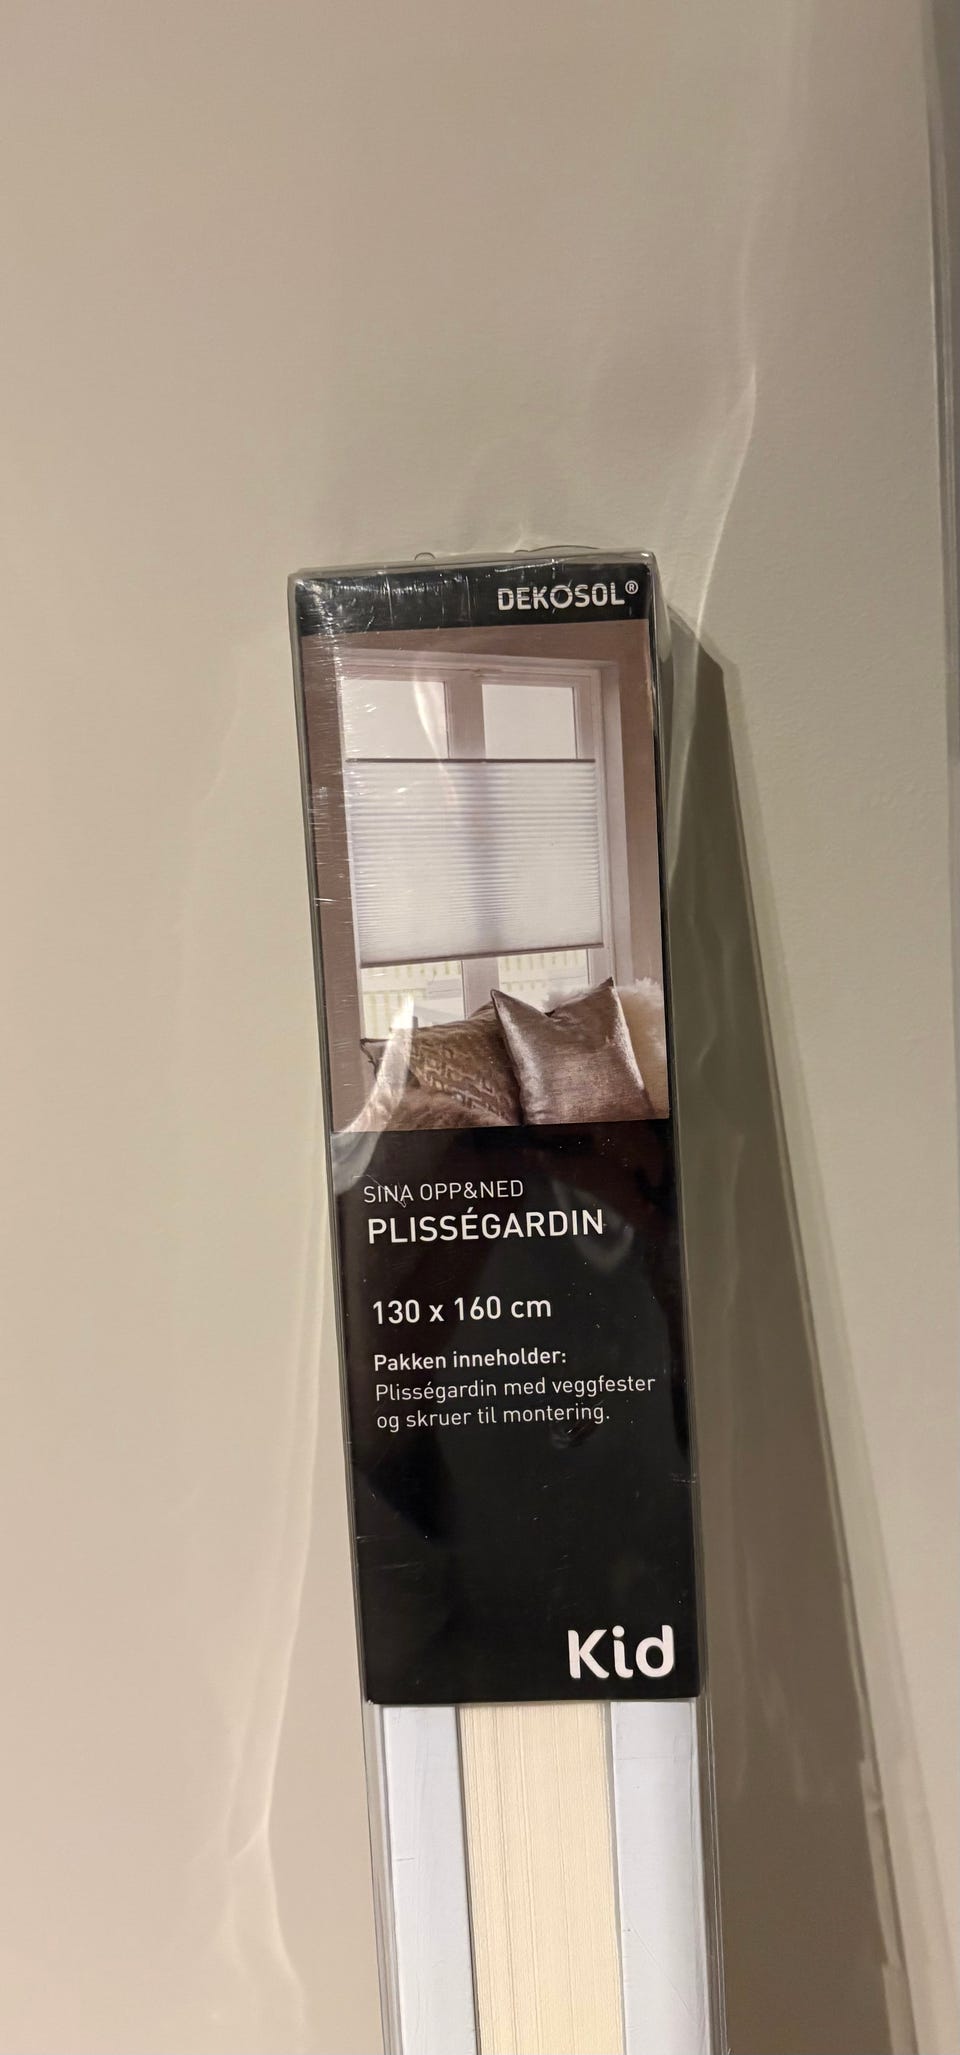 DEKOSOL®
SINA OPP&NED
PLISSÉGARDIN
130 x 160 cm
Pakken inneholder:
Plisségardin med veggfester
og skruer til montering.
Kid